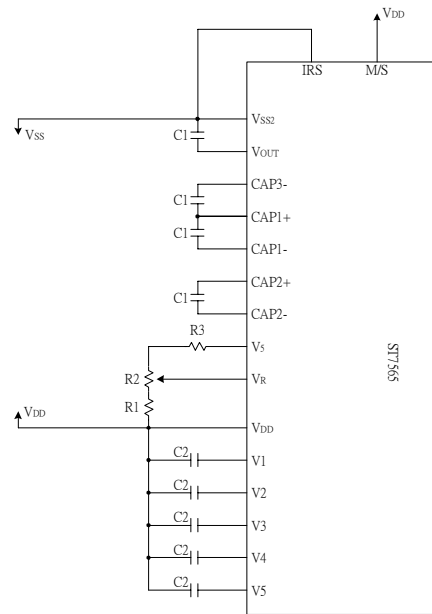 VDD
IRS M/S
VSS
C1
VSS2
VOUT
C1
CAP3-
CAP1+
C1
CAP1-
C1
CAP2+
CAP2-
R3
V5
R2
VR
R1
VDD
VDD
C2
V1
C2
V2
C2
V3
C2
V4
C2
V5
ST7565